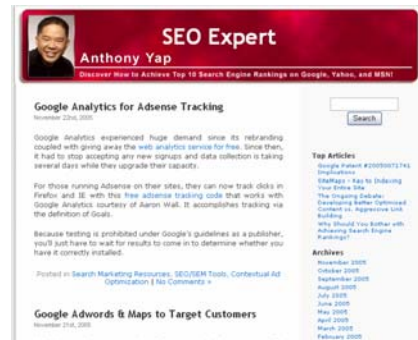 SEO Expert
Anthony Yap
Discover How to Achieve Top 10 Search Engine Rankings on Google, Yahoo, and MSN!
Google Analytics for Adsense Tracking
November 22nd, 2005
Google Analytics experienced huge demand since its rebranding
coupled with giving away the web analytics service for free. Since then,
it had to stop accepting any new signups and data collection is taking
several days while they upgrade their capacity.
For those running Adsense on their sites, they can now track clicks in
Firefox and IE with this free adsense tracking code that works with
Google Analytics courtesy of Aaron Wall. It accomplishes tracking via
the definition of Goals.
Because testing is prohibited under Google's guidelines as a publisher,
you'll just have to wait for results to come in to determine whether you
have it correctly installed.
Posted in Search Marketing Resources, SEO/SEM Tools, Contextual Ad
Optimization | No Comments »
Google Adwords & Maps to Target Customers
November 21st, 2005
Search
Top Articles
Google Patent #20050071741
Implications
SiteMaps - Key to Indexing
Your Entire Site
The Ongoing Debate:
Developing Better Optimized
Content vs. Aggressive Link
Building
Why Should You Bother with
Achieving Search Engine
Rankings?
Archives
November 2005
October 2005
September 2005
August 2005
July 2005
June 2005
May 2005
April 2005
March 2005
February 2005